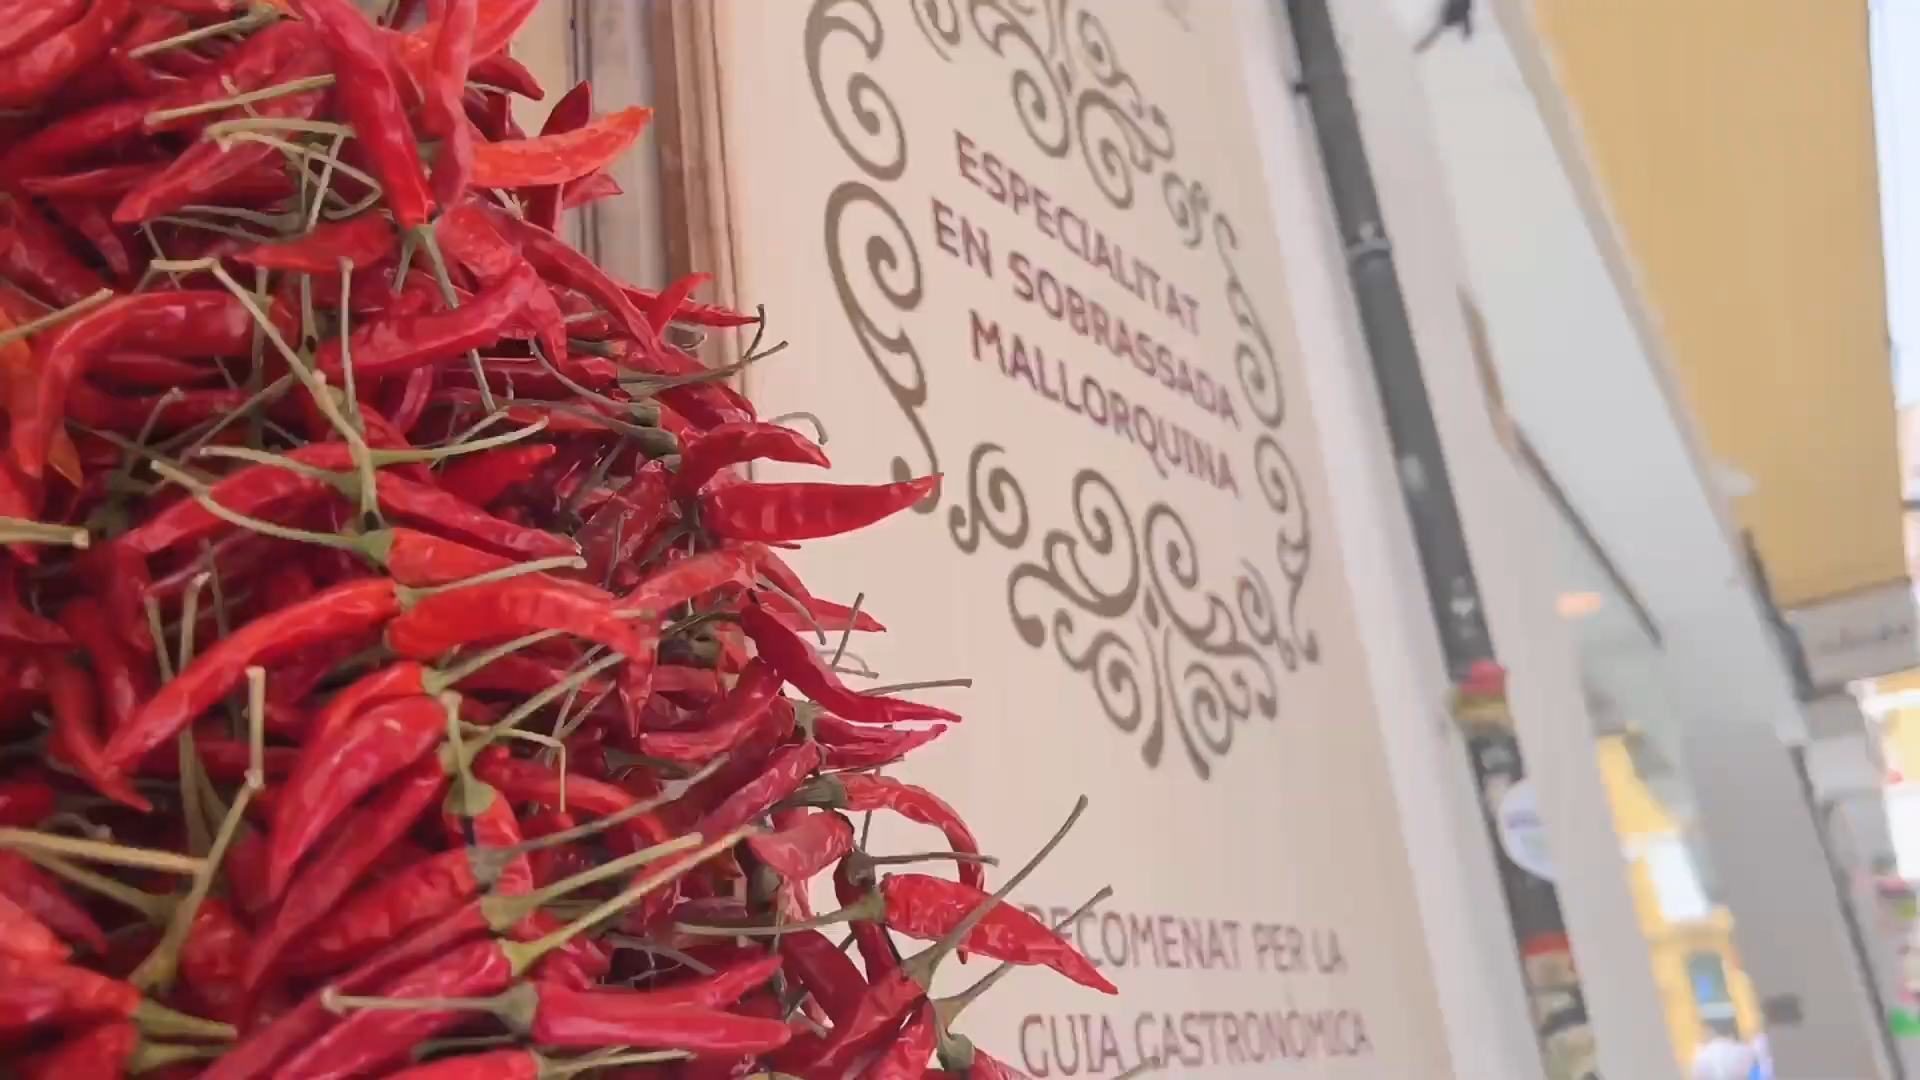 ESPECIALITAT
EN SOBRASSADA
MALLORQUINA
RECOMENAT PER LA
GUIA GASTRONÒMICA